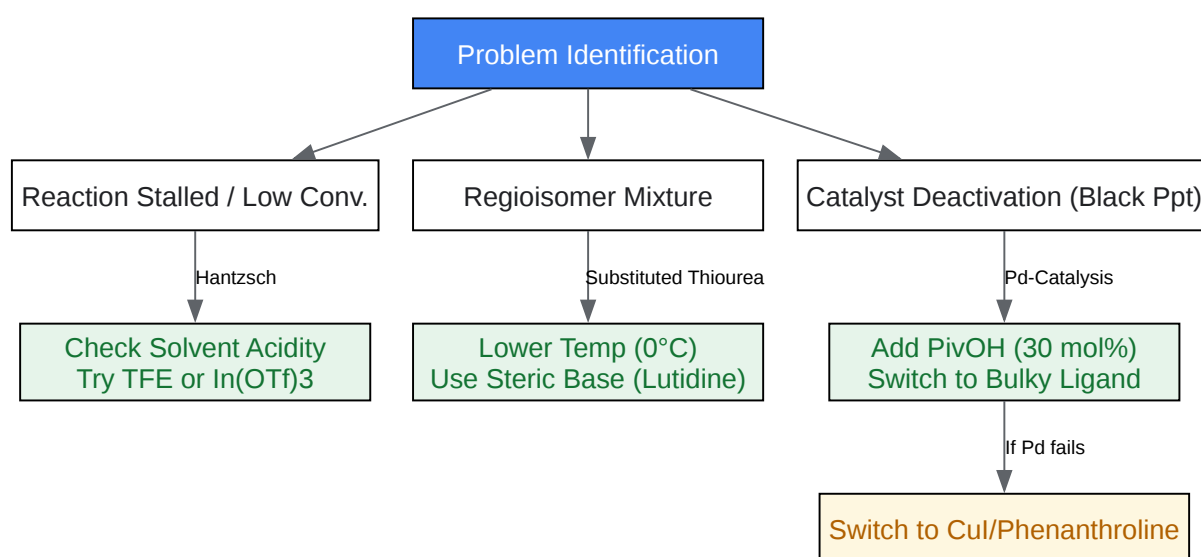 Problem Identification
Reaction Stalled / Low Conv.
Regioisomer Mixture
Catalyst Deactivation (Black Ppt)
Hantzsch
Substituted Thiourea
Pd-Catalysis
Check Solvent Acidity
Try TFE or In(OTf)3
Lower Temp (0°C)
Use Steric Base (Lutidine)
Add PivOH (30 mol%)
Switch to Bulky Ligand
If Pd fails
Switch to CuI/Phenanthroline